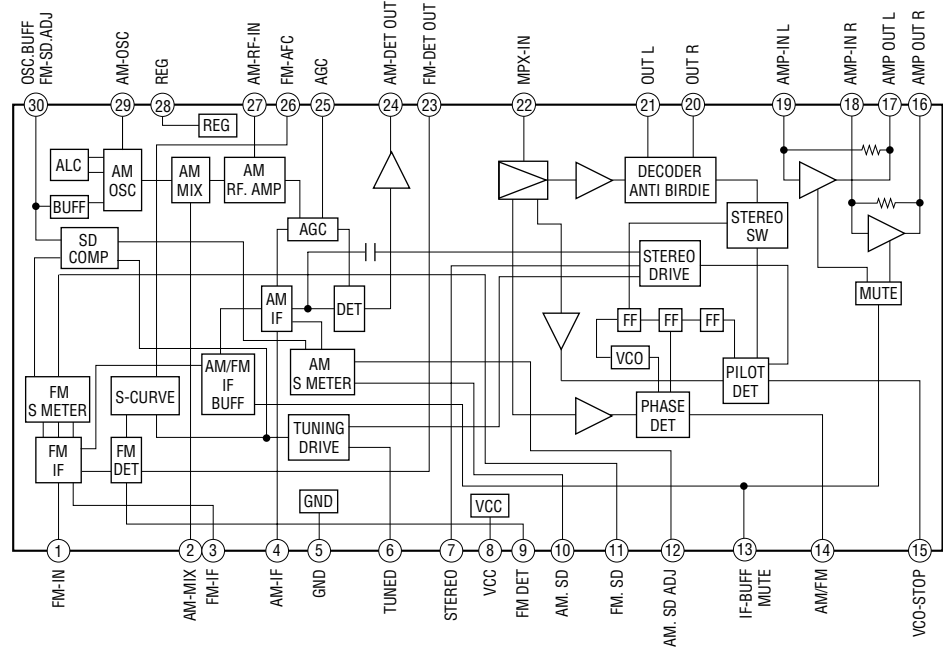 OSC.BUFF
FM-SD.ADJ
AM-OSC
REG
AM-RF-IN
FM-AFC
AGC
AM-DET OUT
FM-DET OUT
MPX-IN
OUT L
OUT R
AMP-IN L
AMP-IN R
AMP OUT L
AMP OUT R
30
29
28
27
26
25
24
23
22
21
20
19
18
17
16
REG
ALC
AM
OSC
AM
MIX
AM
RF. AMP
DECODER
ANTI BIRDIE
BUFF
AGC
STEREO
SW
SD
COMP
STEREO
DRIVE
MUTE
AM
IF
DET
FF
FF
FF
VCO
AM/FM
IF
BUFF
AM
S METER
PILOT
DET
FM
S METER
S-CURVE
PHASE
DET
TUNING
DRIVE
FM
IF
FM
DET
GND
VCC
1
2
3
4
5
6
7
8
9
10
11
12
13
14
15
FM-IN
AM-MIX
FM-IF
AM-IF
GND
TUNED
STEREO
VCC
FM DET
AM. SD
FM. SD
AM. SD ADJ
IF-BUFF
MUTE
AM/FM
VCO-STOP